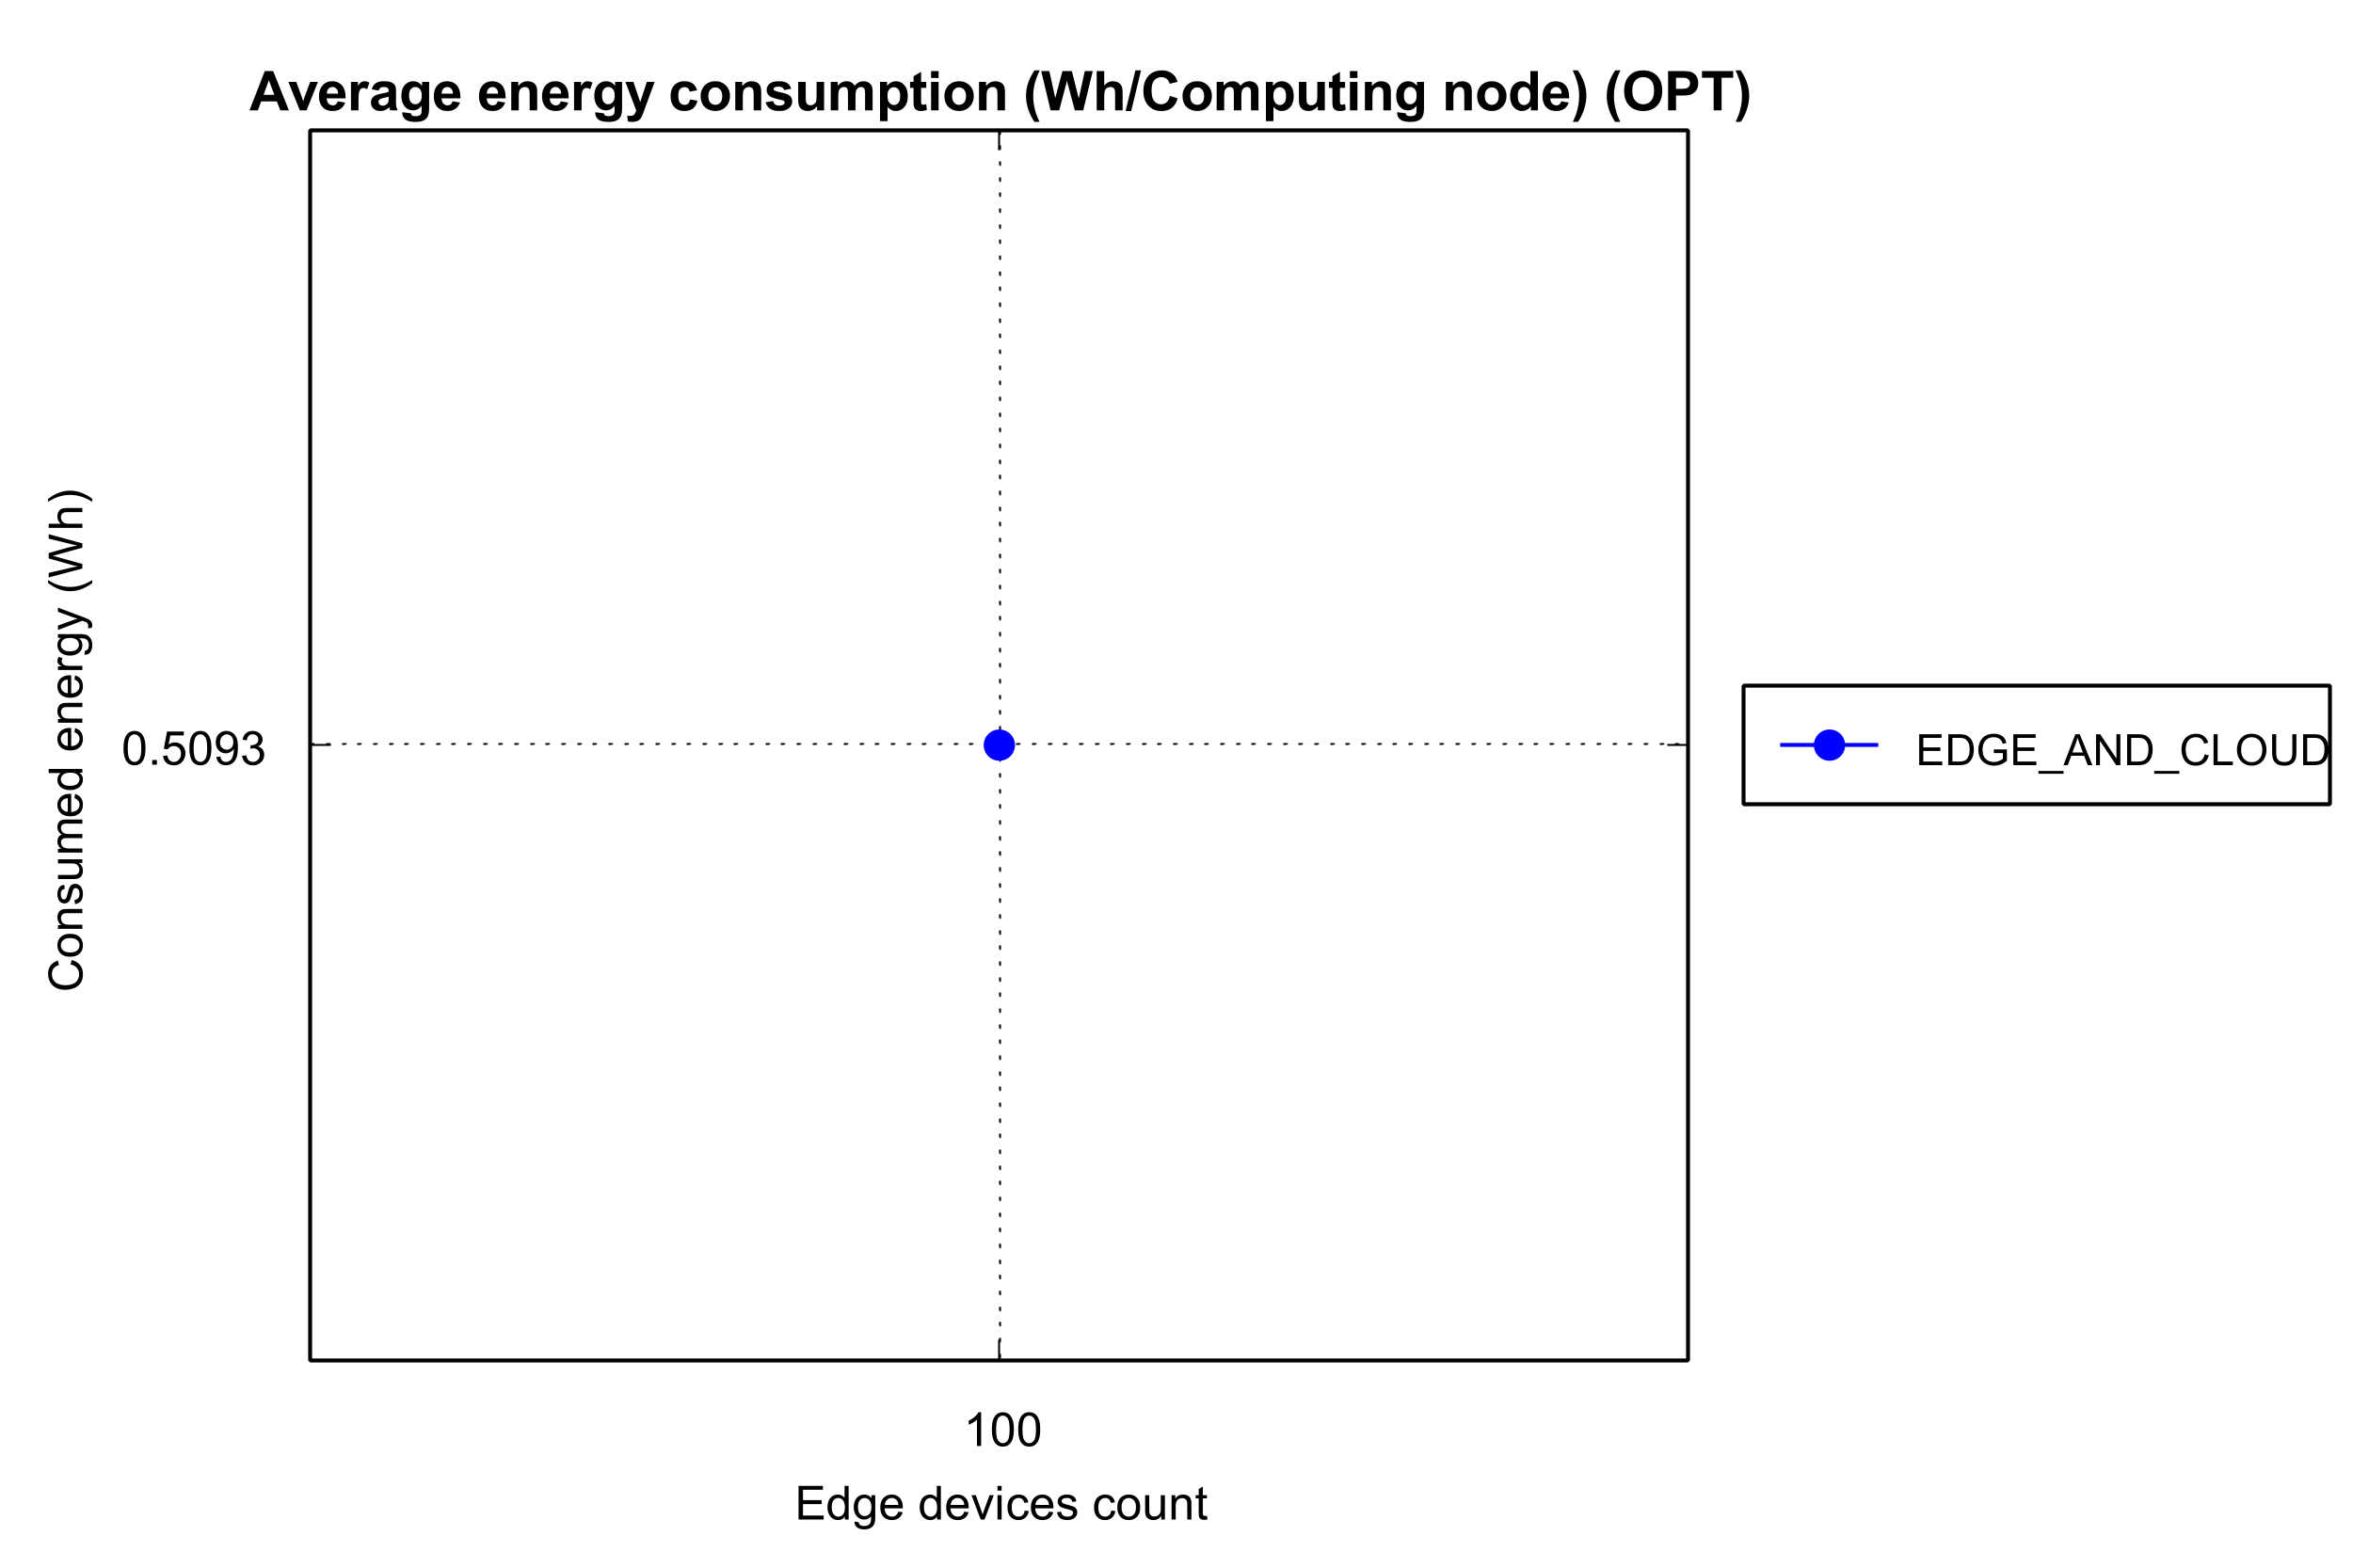 Average energy consumption (Wh/Computing node) (OPT)
Consumed energy (Wh)
0.5093
EDGE_AND_CLOUD
100
Edge devices count